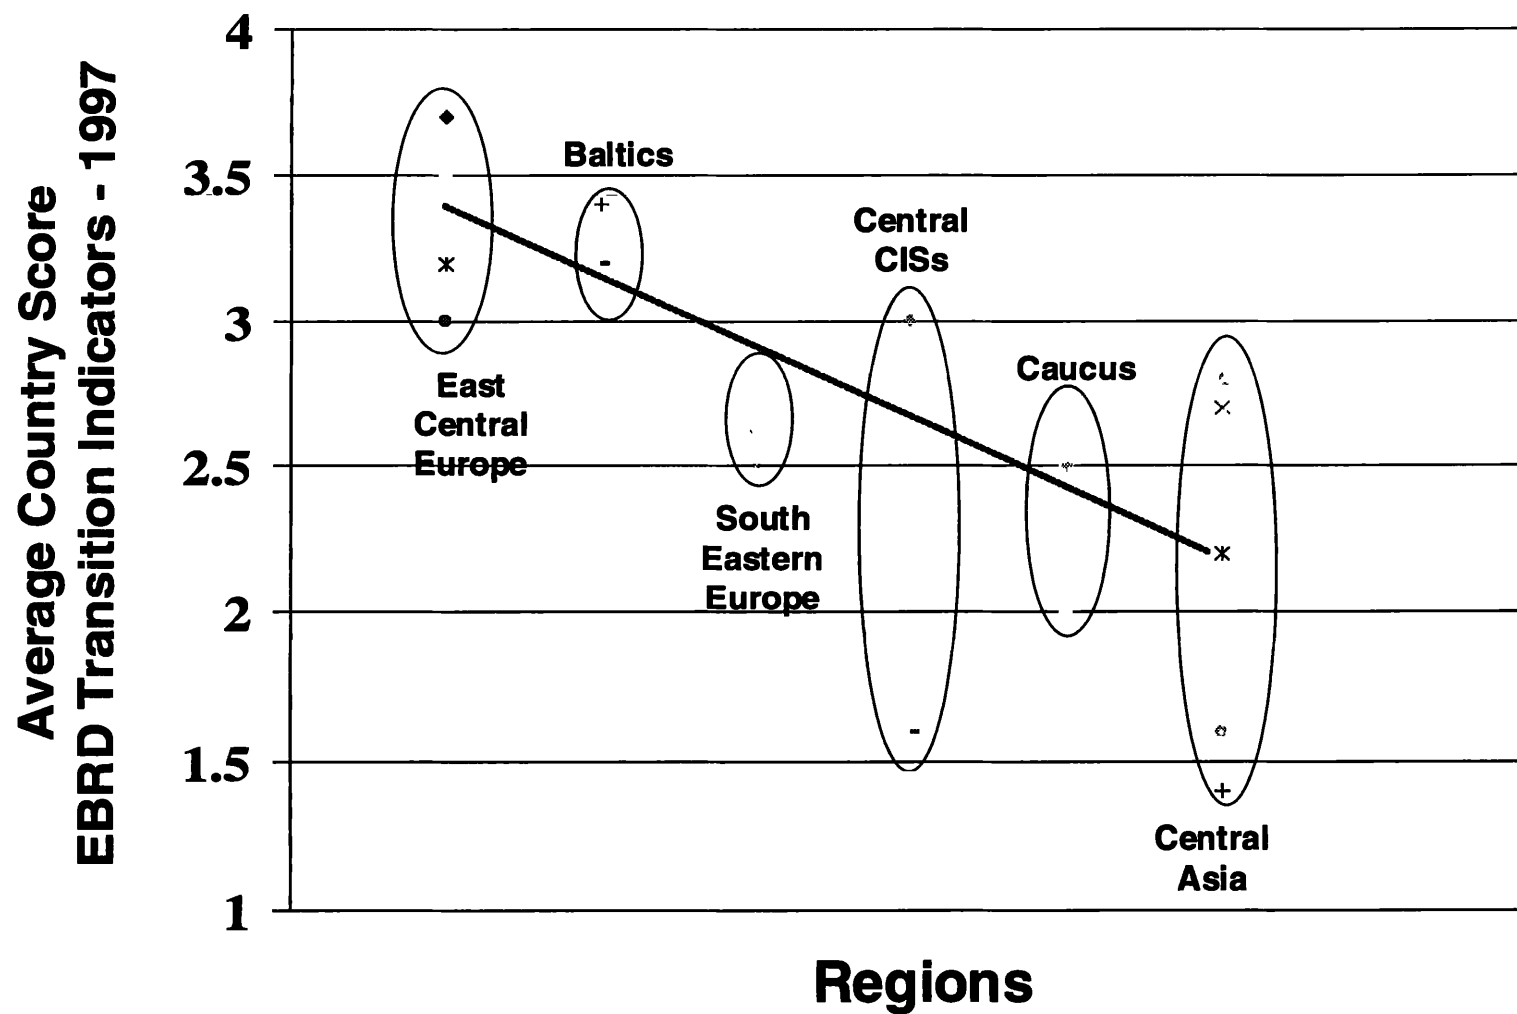 Average Country Score
EBRD Transition Indicators - 1997
4
3.5
3
2.5
2
1.5
1
Baltics
Central
CISs
East
Central
Europe
Caucus
South
Eastern
Europe
Central
Asia
Regions